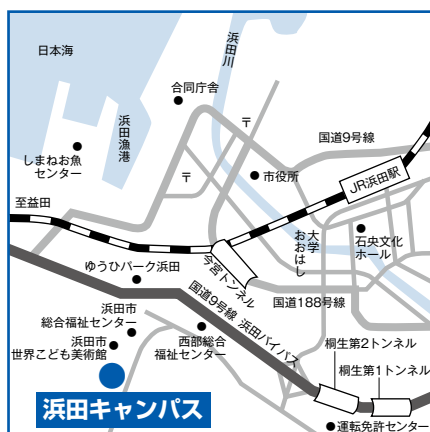 日本海
浜田川
合同庁舎
浜田漁港
〒
国道9号線
しまねお魚
センター
〒
市役所
JR浜田駅
至益田
大学
おおはし
石央文化
ホール
今宮トンネル
ゆうひパーク浜田
国道188号線
国道9号線 浜田バイパス
浜田市
総合福祉センター
浜田市
世界こども美術館
西部総合
福祉センター
桐生第2トンネル
桐生第1トンネル
浜田キャンパス
運転免許センター